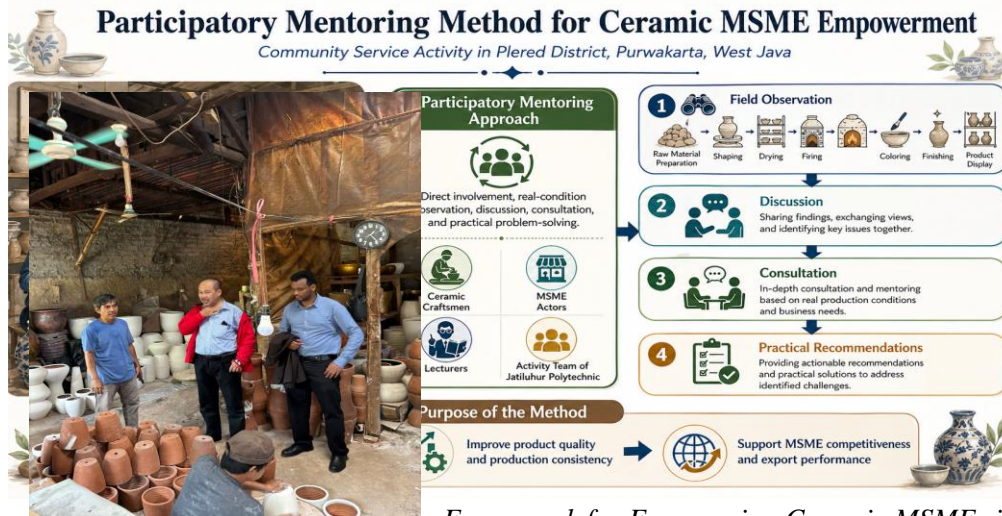 Participatory Mentoring Method for Ceramic MSME Empowerment
Community Service Activity in Plered District, Purwakarta, West Java
Participatory Mentoring
Approach
Direct involvement, real-condition
observation, discussion, consultation,
and practical problem-solving.
Ceramic
Craftsmen
MSME
Actors
Lecturers
Activity Team of
Jatiluhur Polytechnic
1
Field Observation
Raw Material
Preparation
Shaping
Drying
Firing
Coloring
Finishing
Product
Display
2
Discussion
Sharing findings, exchanging views,
and identifying key issues together.
3
Consultation
In-depth consultation and mentoring
based on real production conditions
and business needs.
4
Practical Recommendations
Providing actionable recommendations
and practical solutions to address
identified challenges.
Purpose of the Method
Improve product quality
and production consistency
Support MSME competitiveness
and export performance
for Empowering Ceramic MSME